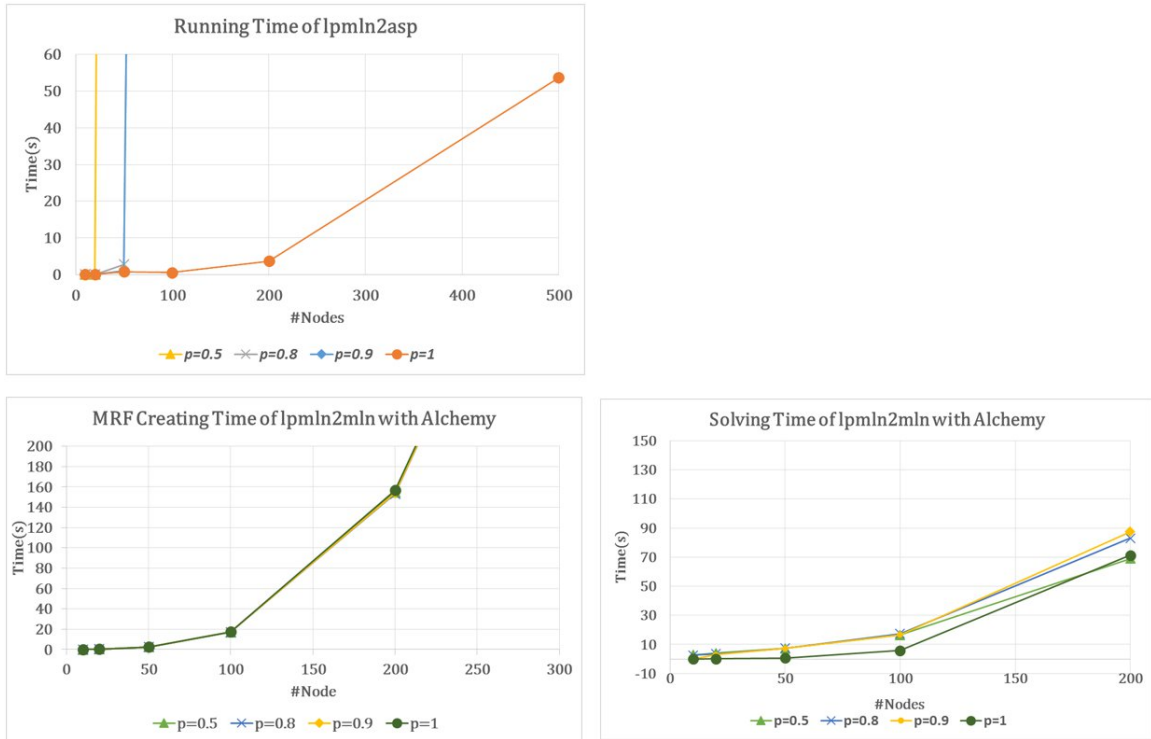 Running Time of lpmln2asp
60
50
40
30
20
10
0
Time(s)
0 100 200 300 400 500
#Nodes
p=0.5 p=0.8 p=0.9 p=1
MRF Creating Time of lpmln2mln with Alchemy
200
180
160
140
120
100
80
60
40
20
0
Time(s)
0 50 100 150 200 250 300
#Node
p=0.5 p=0.8 p=0.9 p=1
Solving Time of lpmln2mln with Alchemy
150
130
110
90
70
50
30
10
-10
Time(s)
0 50 100 150 200
#Nodes
p=0.5 p=0.8 p=0.9 p=1